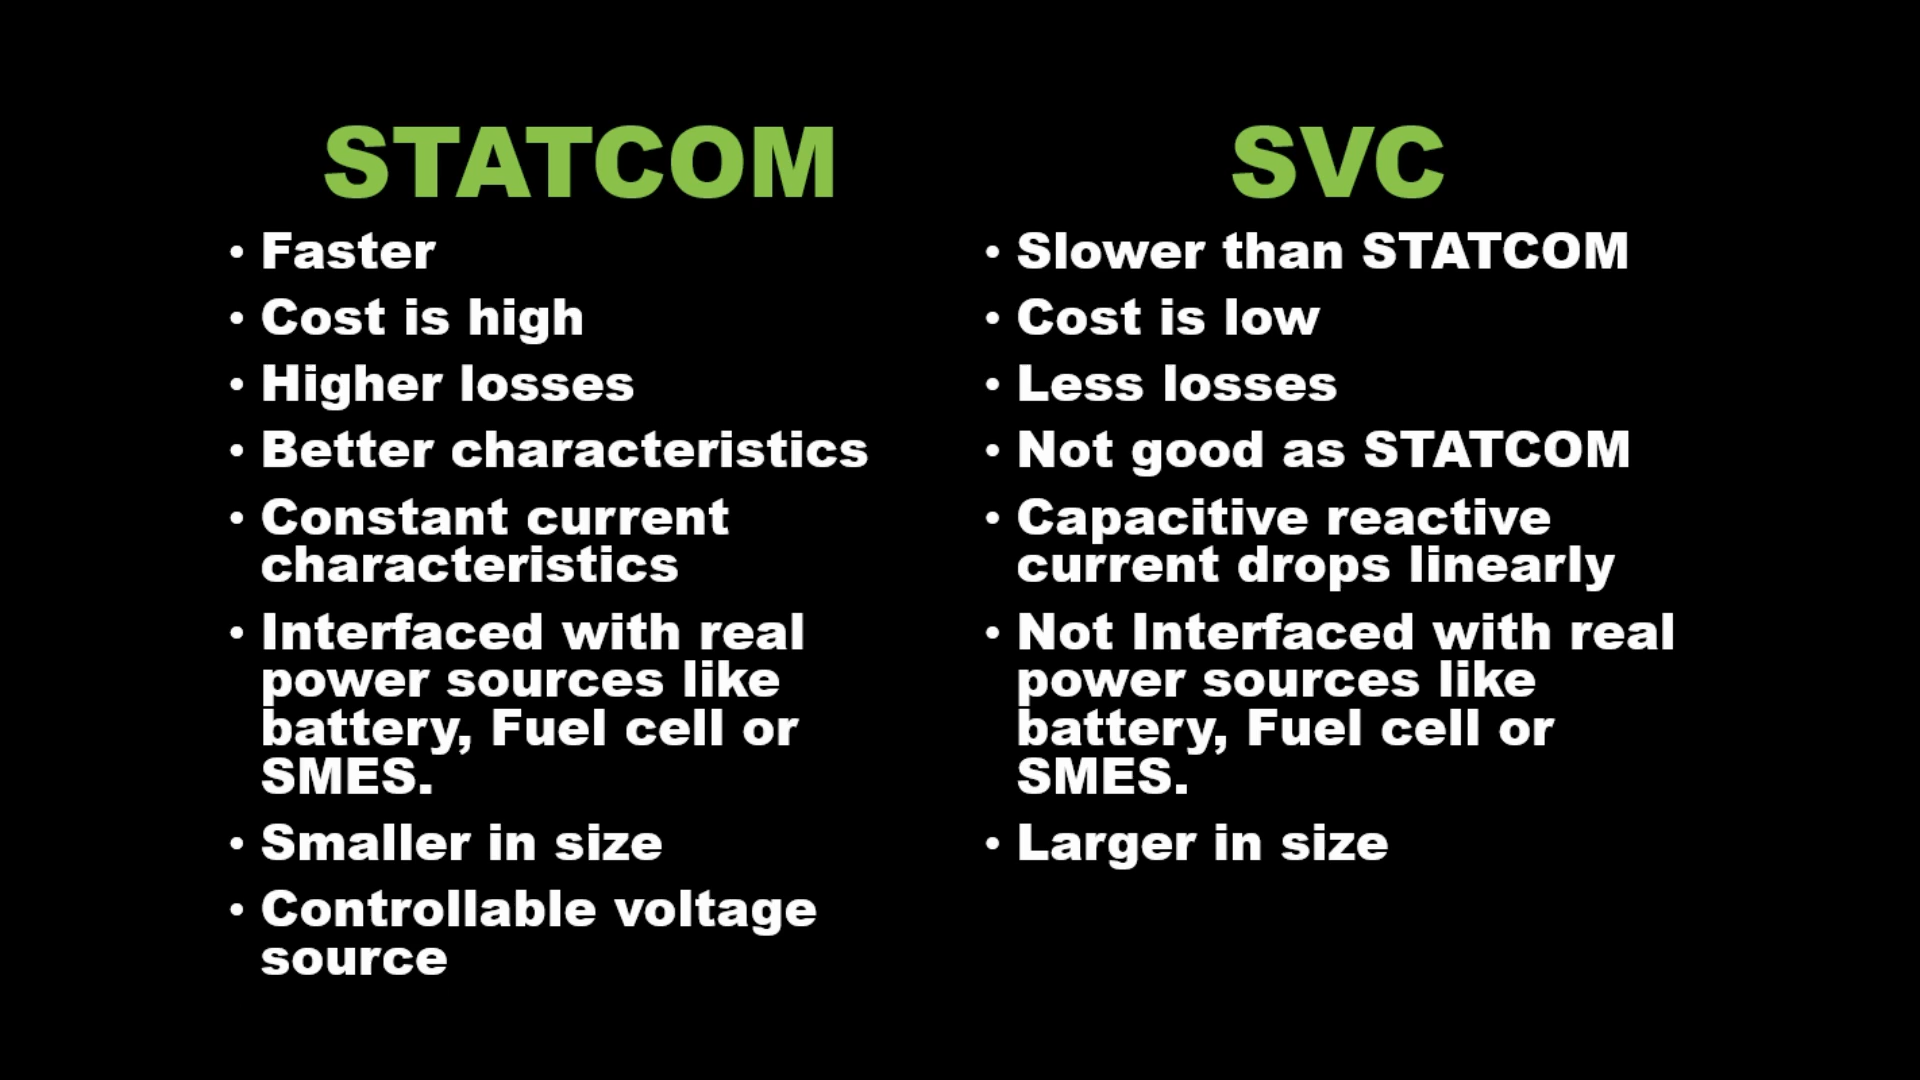 STATCOM
• Faster
• Cost is high
• Higher losses
• Better characteristics
• Constant current
characteristics
• Interfaced with real
power sources like
battery, Fuel cell or
SMES.
• Smaller in size
• Controllable voltage
source
SVC
• Slower than STATCOM
• Cost is low
• Less losses
• Not good as STATCOM
• Capacitive reactive
current drops linearly
• Not Interfaced with real
power sources like
battery, Fuel cell or
SMES.
• Larger in size